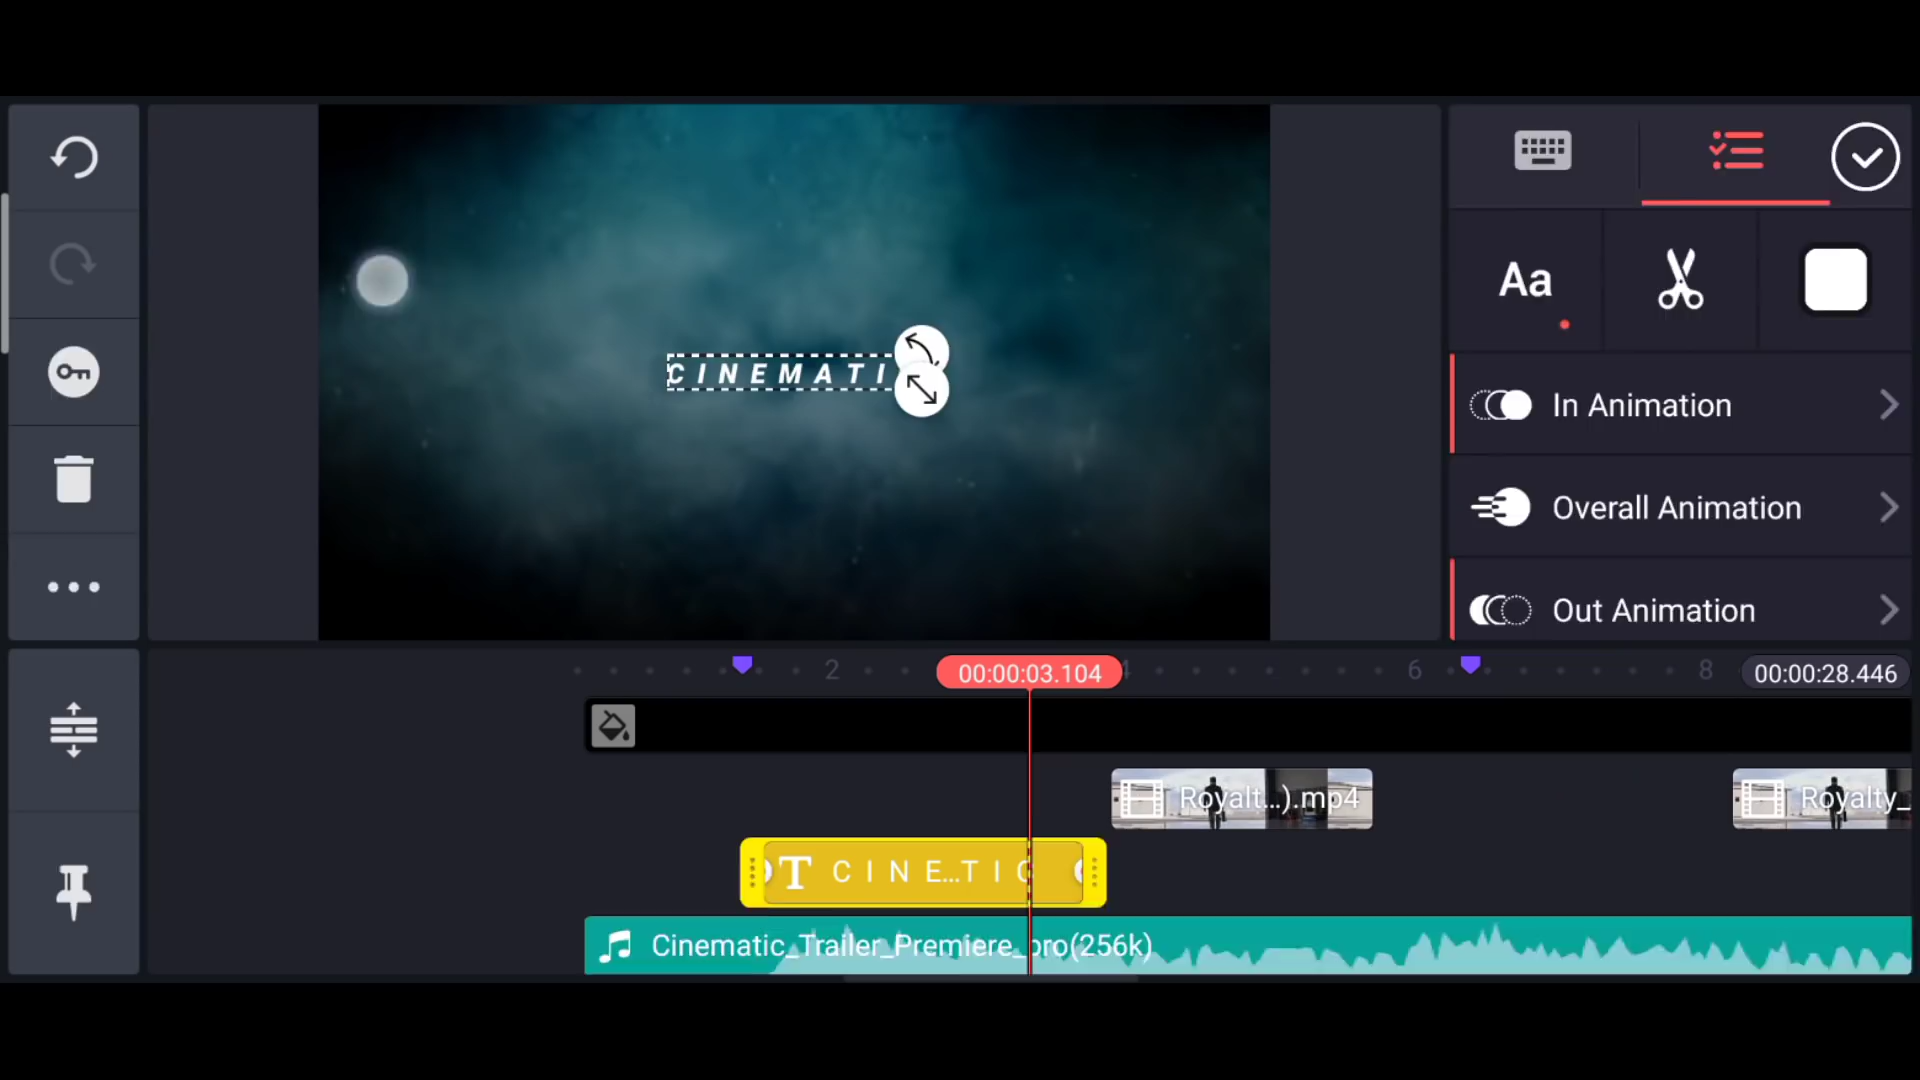 Aa
C I N E M A T I
In Animation
Overall Animation
Out Animation
2
00:00:03.104
4
6
8
00:00:28.446
Royalt...).mp4
Royalty_
T C I N E...T I C
Cinematic_Trailer_Premiere_pro(256k)